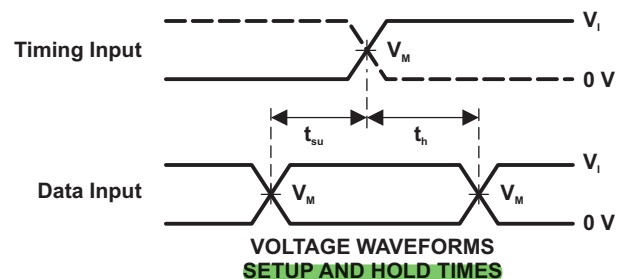 Timing Input
V_I
V_M
0 V
t_su
t_h
Data Input
V_I
V_M
V_M
0 V
VOLTAGE WAVEFORMS
SETUP AND HOLD TIMES